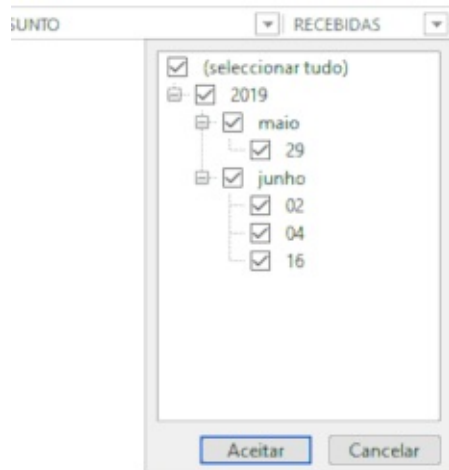 SUNTO RECEBIDAS
(seleccionar tudo)
2019
maio
29
junho
02
04
16
Aceitar Cancelar